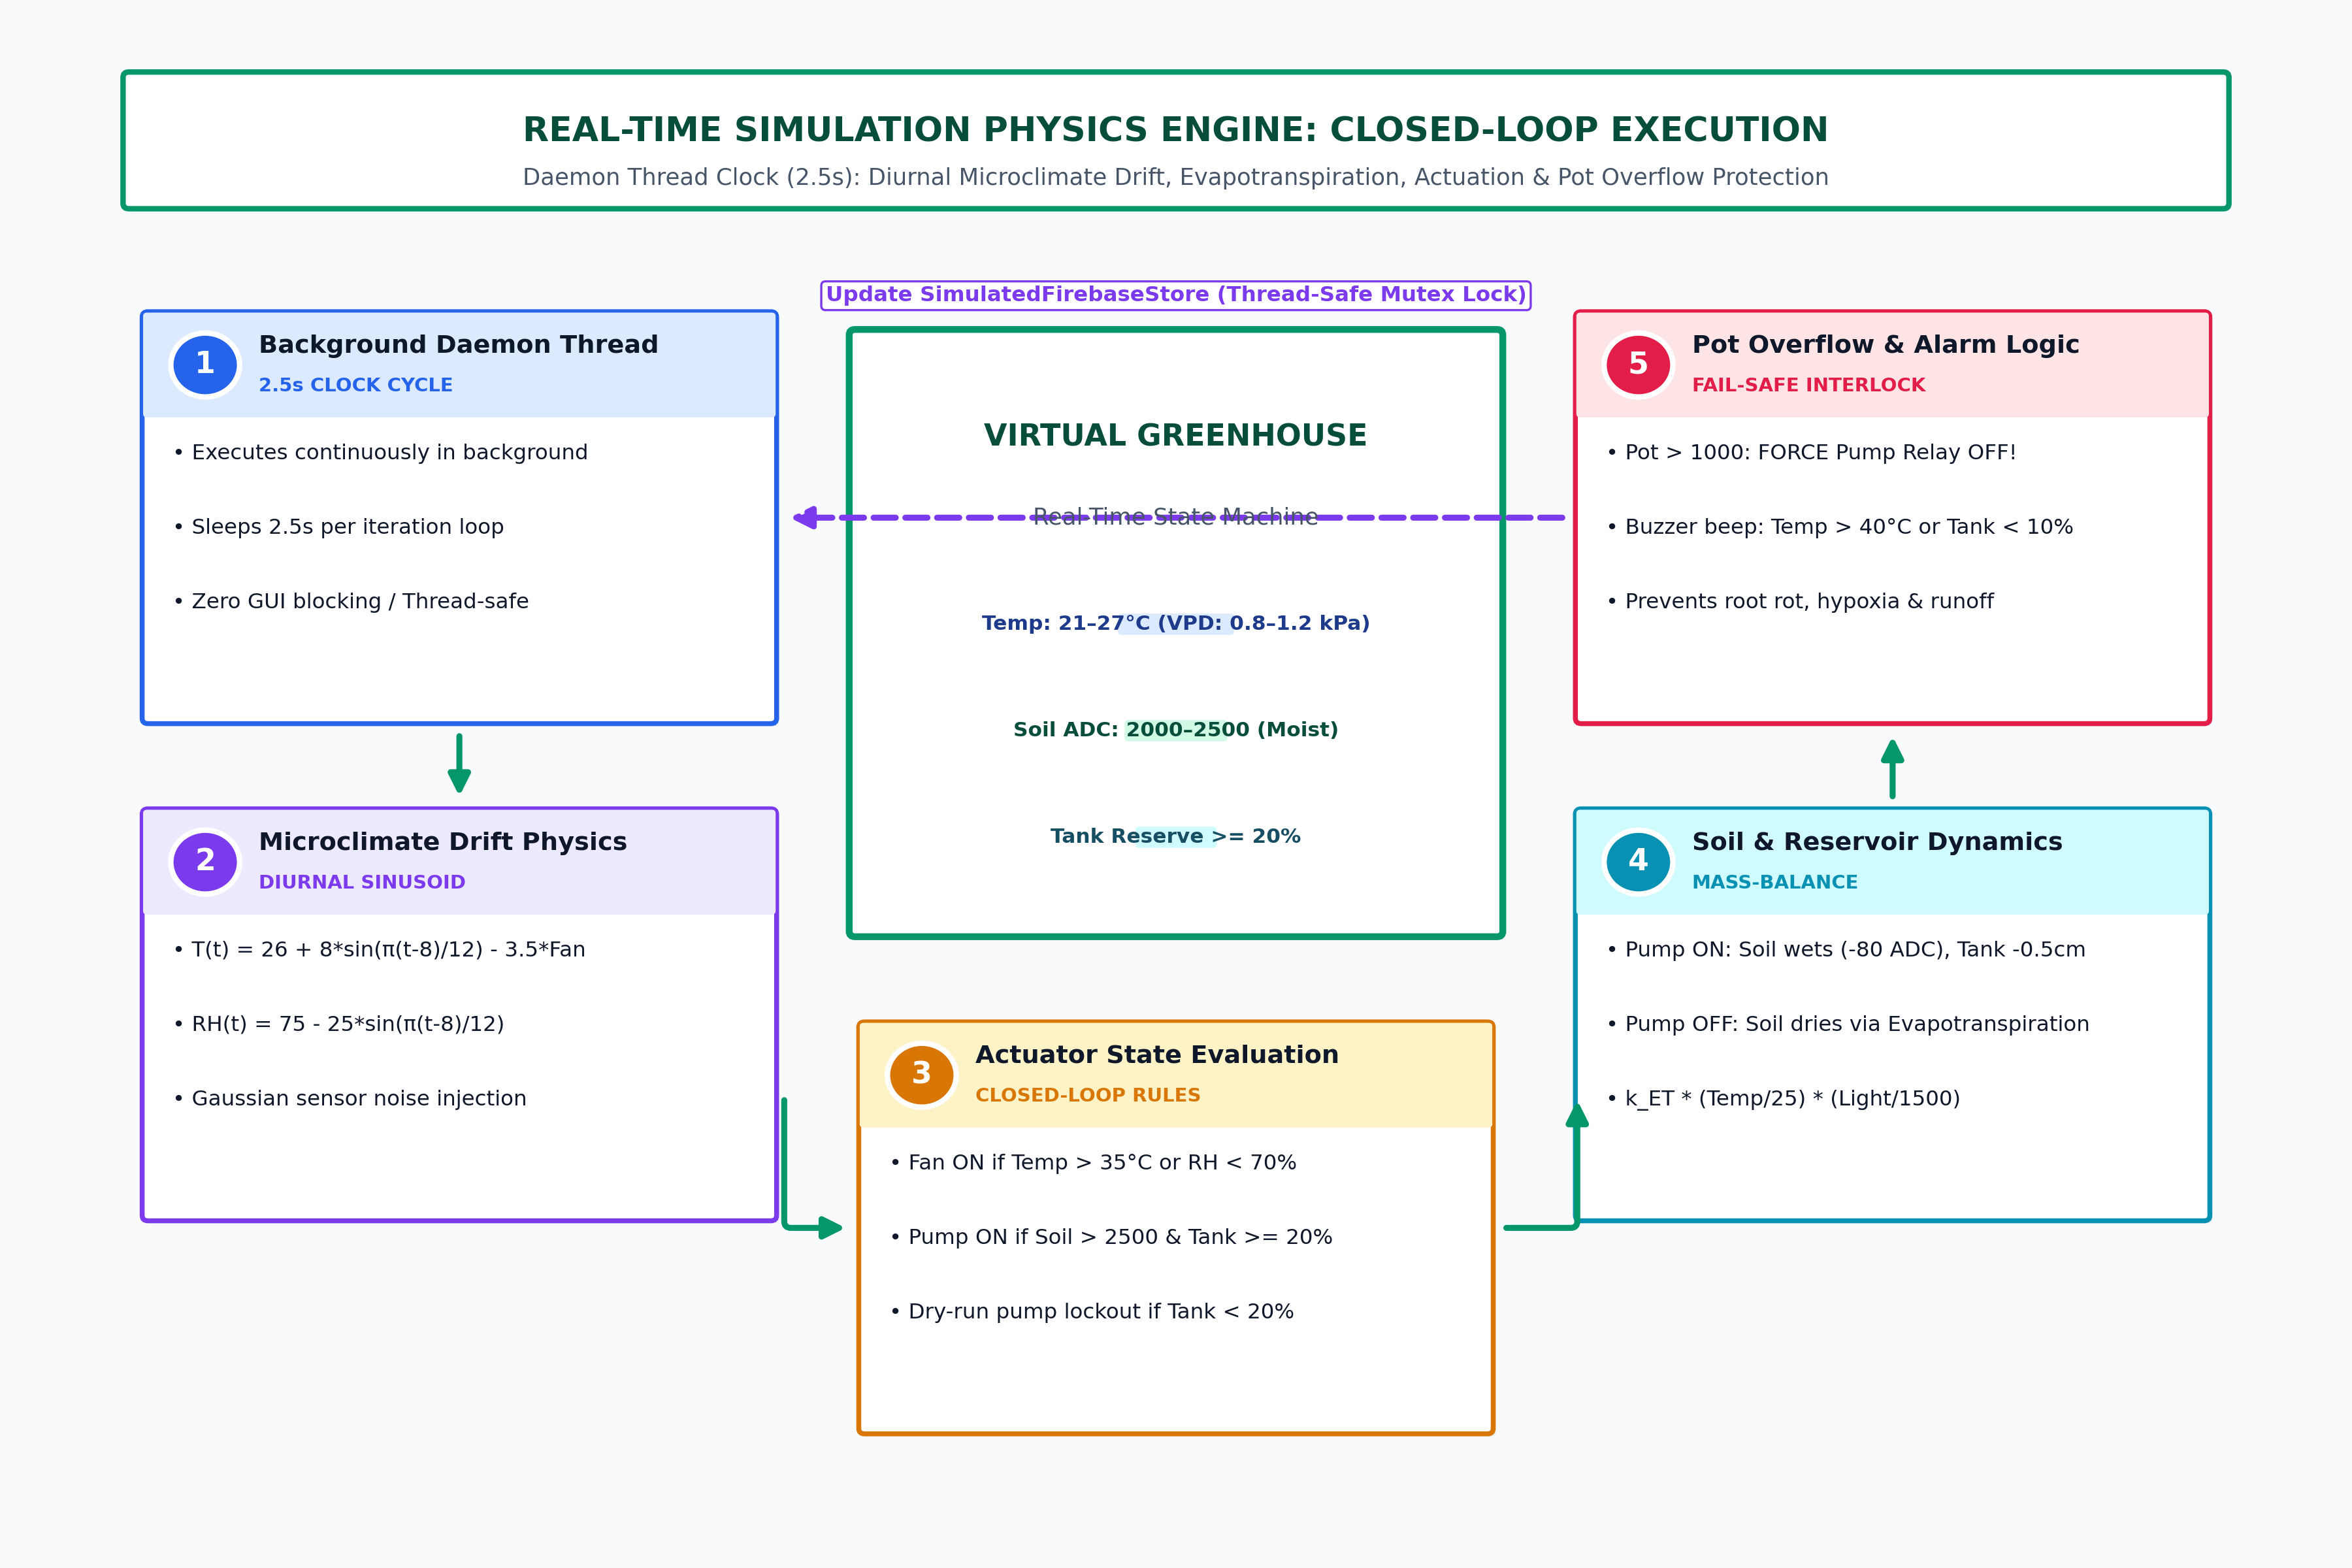 REAL-TIME SIMULATION PHYSICS ENGINE: CLOSED-LOOP EXECUTION
Daemon Thread Clock (2.5s): Diurnal Microclimate Drift, Evapotranspiration, Actuation & Pot Overflow Protection
Update SimulatedFirebaseStore (Thread-Safe Mutex Lock)
1
Background Daemon Thread
2.5s CLOCK CYCLE
• Executes continuously in background
• Sleeps 2.5s per iteration loop
• Zero GUI blocking / Thread-safe
2
Microclimate Drift Physics
DIURNAL SINUSOID
• T(t) = 26 + 8*sin(π(t-8)/12) - 3.5*Fan
• RH(t) = 75 - 25*sin(π(t-8)/12)
• Gaussian sensor noise injection
VIRTUAL GREENHOUSE
Real-Time State Machine
Temp: 21–27°C (VPD: 0.8–1.2 kPa)
Soil ADC: 2000–2500 (Moist)
Tank Reserve >= 20%
3
Actuator State Evaluation
CLOSED-LOOP RULES
• Fan ON if Temp > 35°C or RH < 70%
• Pump ON if Soil > 2500 & Tank >= 20%
• Dry-run pump lockout if Tank < 20%
4
Soil & Reservoir Dynamics
MASS-BALANCE
• Pump ON: Soil wets (-80 ADC), Tank -0.5cm
• Pump OFF: Soil dries via Evapotranspiration
• k_ET * (Temp/25) * (Light/1500)
5
Pot Overflow & Alarm Logic
FAIL-SAFE INTERLOCK
• Pot > 1000: FORCE Pump Relay OFF!
• Buzzer beep: Temp > 40°C or Tank < 10%
• Prevents root rot, hypoxia & runoff